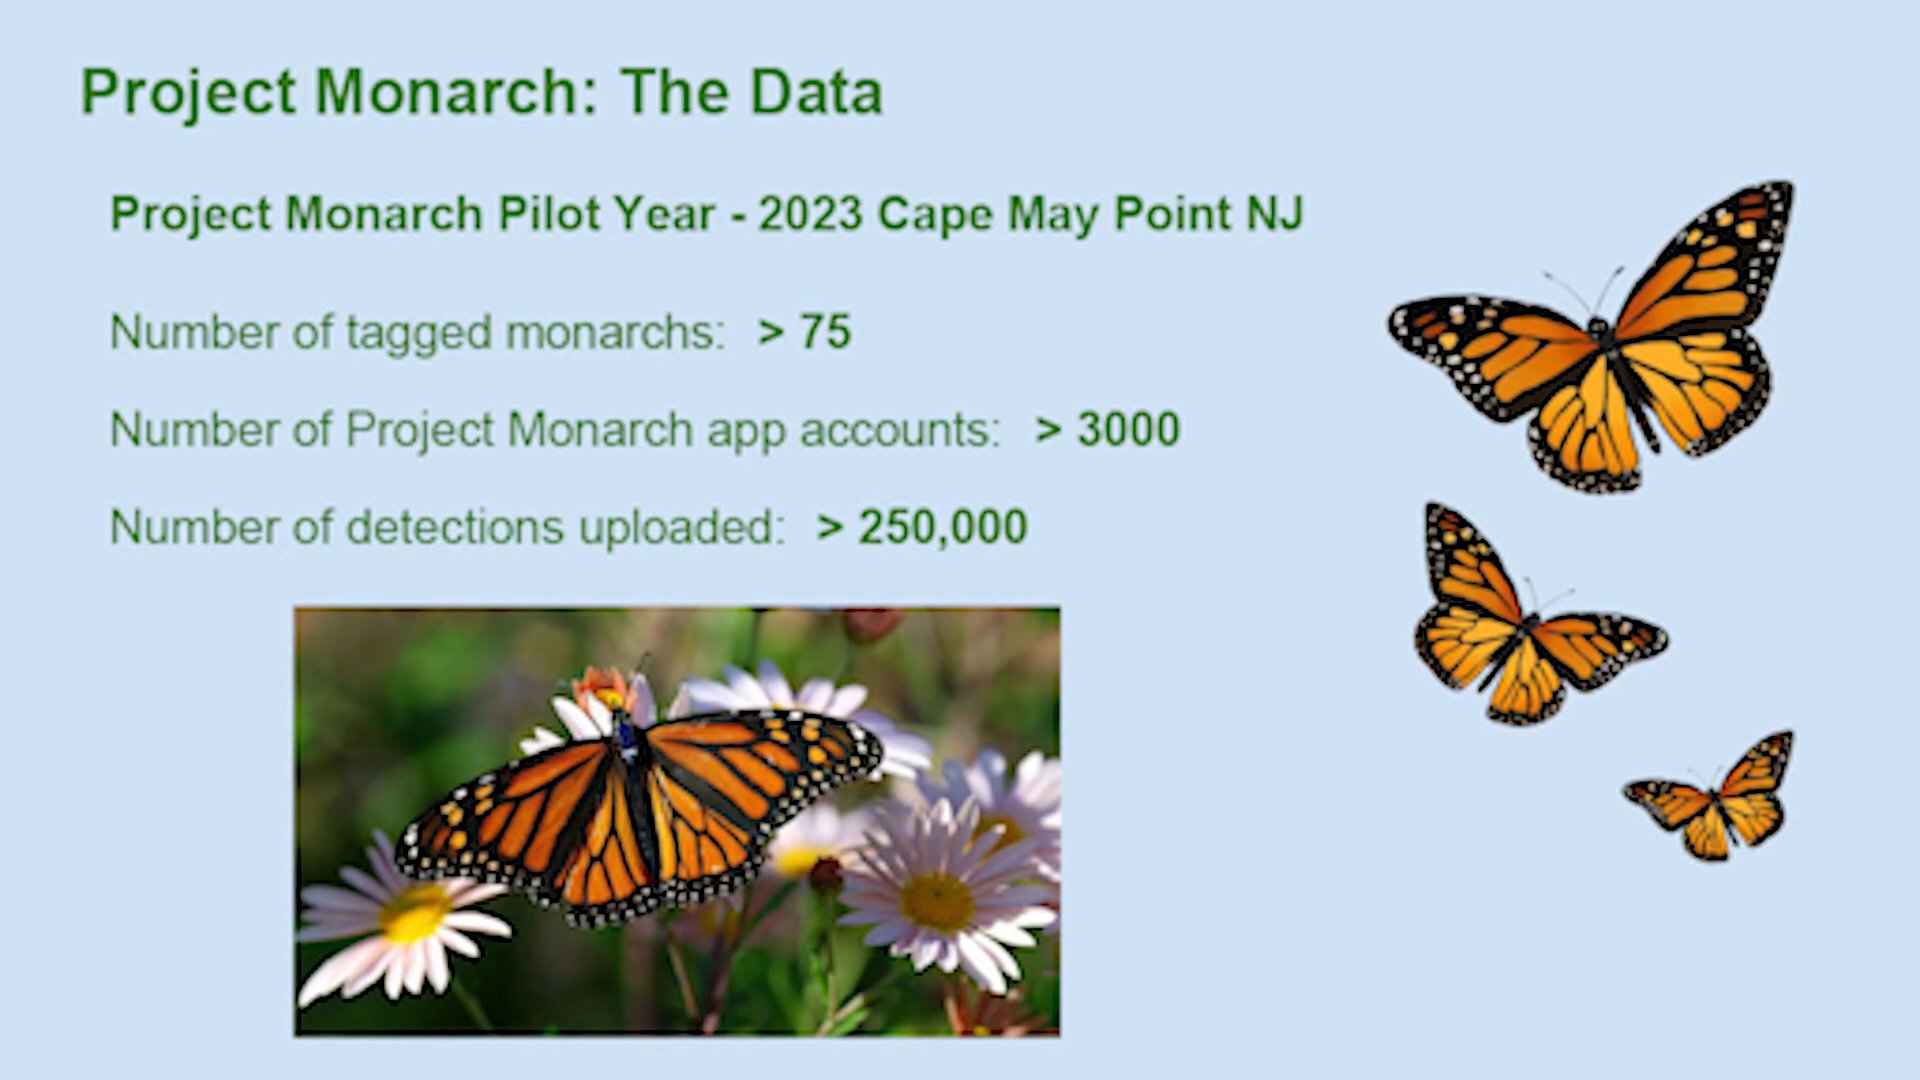 Project Monarch: The Data
Project Monarch Pilot Year - 2023 Cape May Point NJ
Number of tagged monarchs: > 75
Number of Project Monarch app accounts: > 3000
Number of detections uploaded: > 250,000